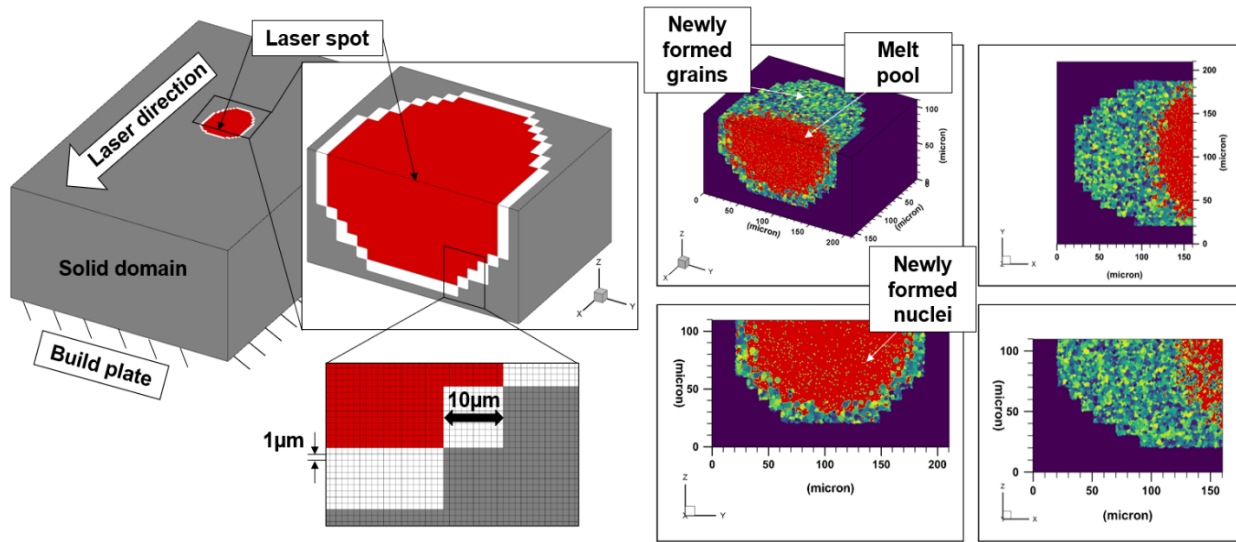 Laser spot
Laser direction
Solid domain
Build plate
Z
X
Y
10μm
1μm
Newly
formed
grains
Melt
pool
100
50
0
0
50
100
150
200
(micron)
0
50
100
150
(micron)
Z
X
Y
200
150
100
50
0
(micron)
0
50
100
150
(micron)
Y
Z
X
Newly
formed
nuclei
100
50
0
(micron)
0
50
100
150
200
(micron)
Z
X
Y
100
50
0
(micron)
0
50
100
150
(micron)
Z
Y
X